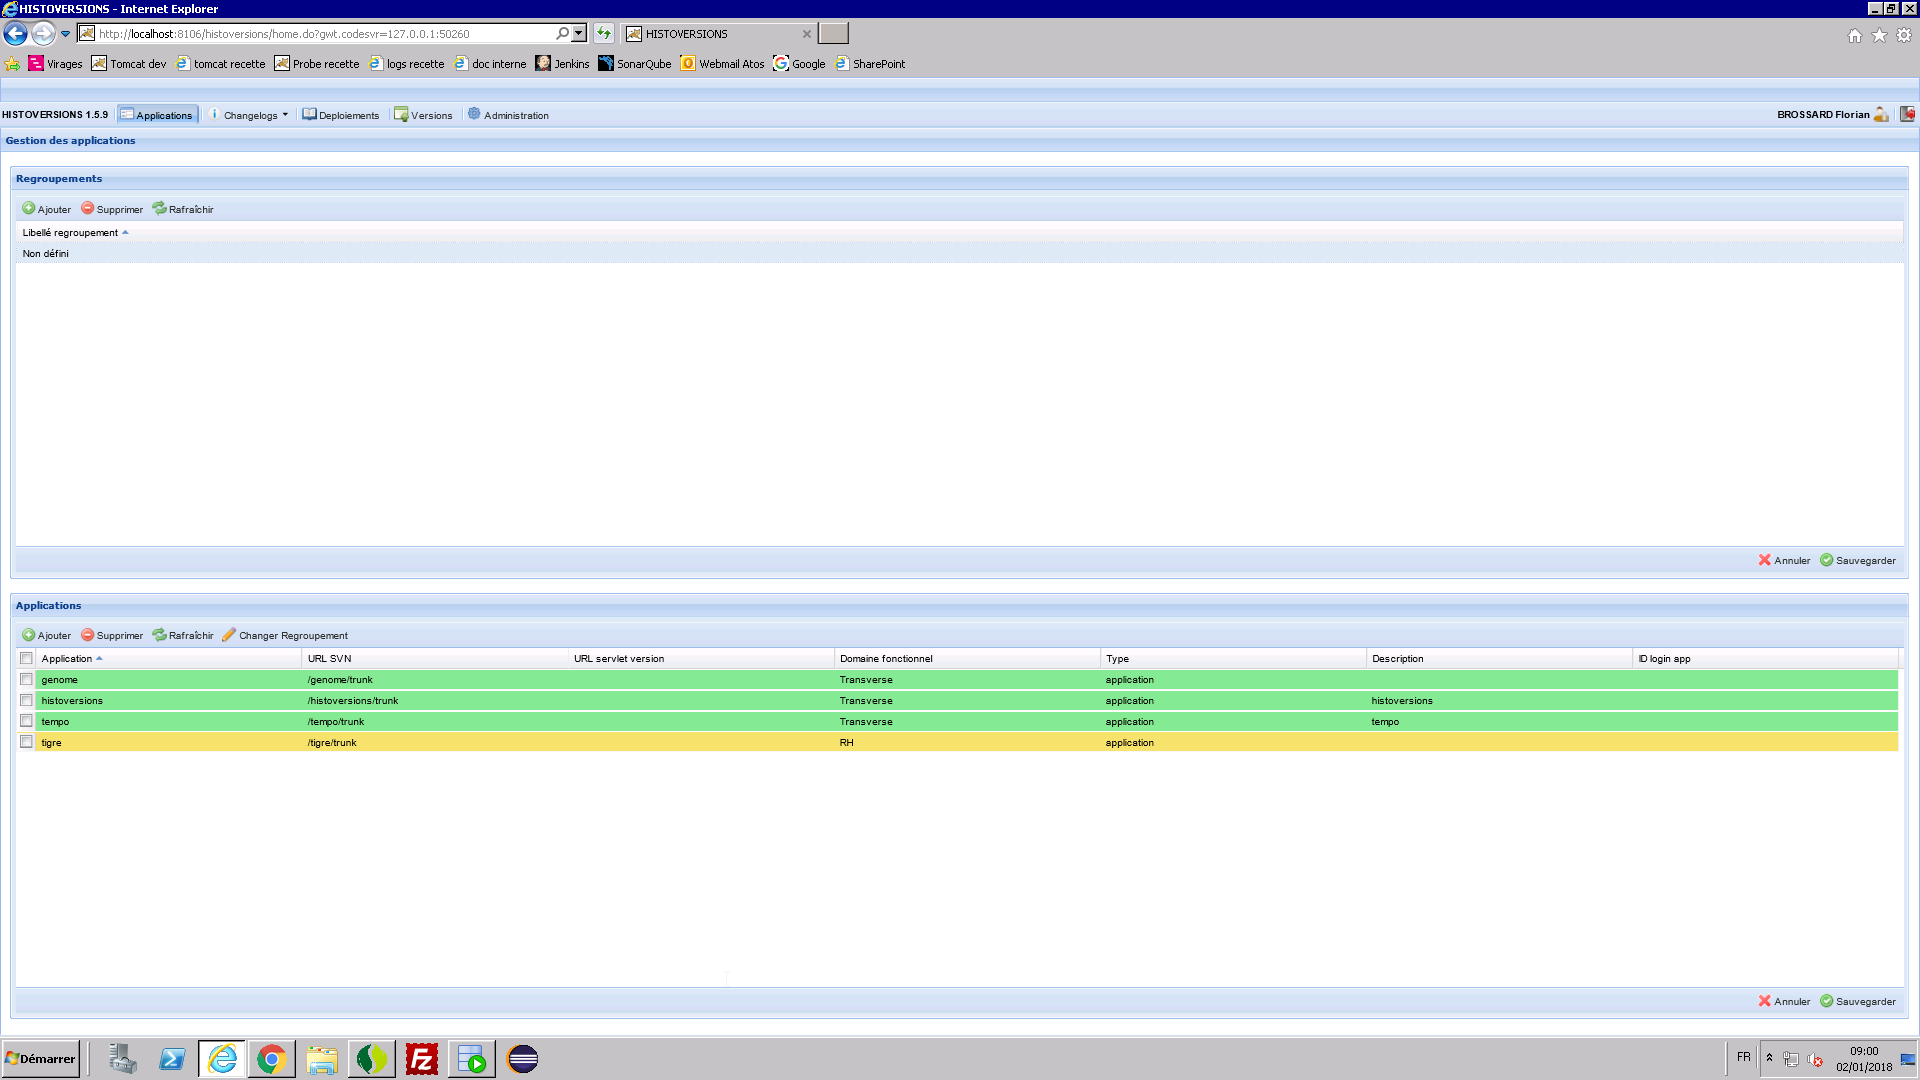 HISTOVERSIONS - Internet Explorer
http://localhost:8106/histoversions/home.do?gwt.codesvr=127.0.0.1:50260
HISTOVERSIONS
Virages Tomcat dev tomcat recette Probe recette logs recette doc interne Jenkins SonarQube Webmail Atos Google SharePoint
HISTOVERSIONS 1.5.9 Applications Changelogs Deploiements Versions Administration BROSSARD Florian
Gestion des applications
Regroupements
Ajouter Supprimer Rafraîchir
Libellé regroupement
Non défini
Annuler Sauvegarder
Applications
Ajouter Supprimer Rafraîchir Changer Regroupement
Application URL SVN URL servlet version Domaine fonctionnel Type Description ID login app
genome /genome/trunk Transverse application
histoversions /histoversions/trunk Transverse application histoversions
tempo /tempo/trunk Transverse application tempo
tigre /tigre/trunk RH application
Annuler Sauvegarder
Démarrer FR 09:00
02/01/2018